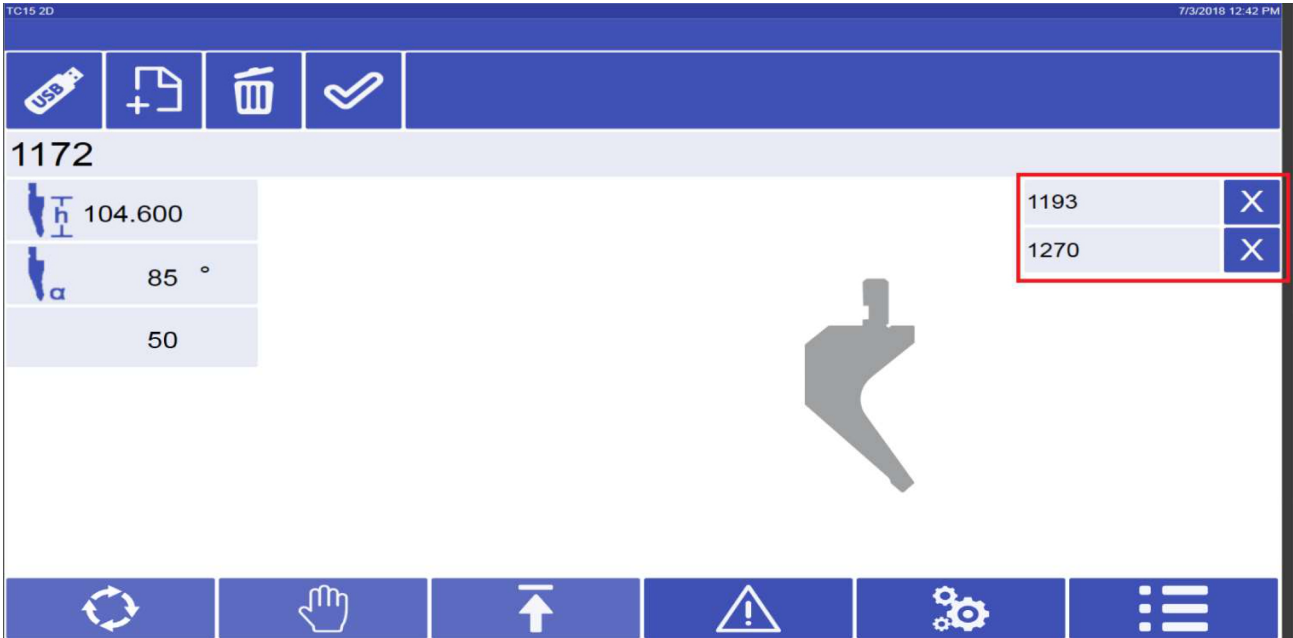 TC15 2D
7/3/2018 12:42 PM
USB
1172
h 104.600
α 85 °
50
1193 X
1270 X